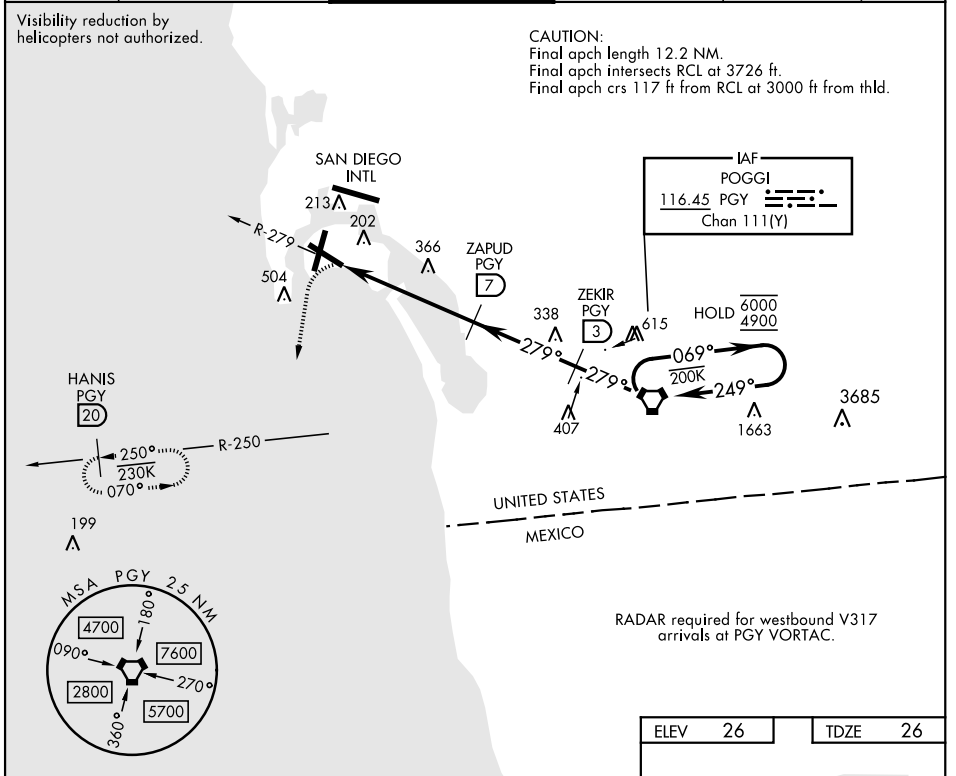 Visibility reduction by
helicopters not authorized.
CAUTION:
Final apch length 12.2 NM.
Final apch intersects RCL at 3726 ft.
Final apch crs 117 ft from RCL at 3000 ft from thld.
IAF
POGGI
116.45 PGY
Chan 111(Y)
SAN DIEGO
INTL
213
202
R-279
504
366
ZAPUD
PGY
7
338
ZEKIR
PGY
3
615
HOLD 6000
4900
279°
279°
069°
200K
249°
407
1663
3685
HANIS
PGY
20
250°
R-250
230K
070°
199
UNITED STATES
MEXICO
MSA PGY 25 NM
180°
4700
090°
7600
270°
2800
5700
360°
RADAR required for westbound V317
arrivals at PGY VORTAC.
ELEV 26
TDZE 26